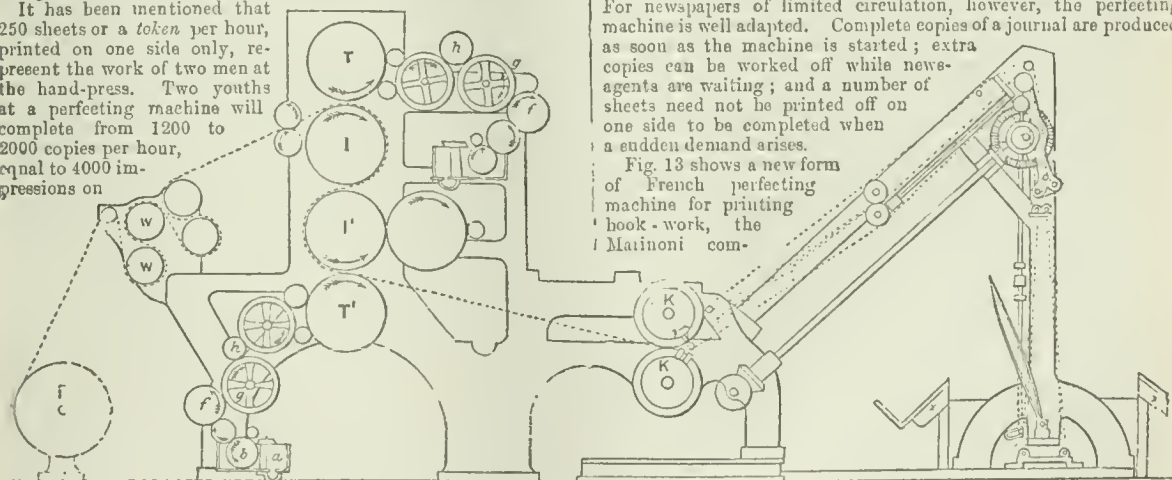 It has been mentioned that
250 sheets or a token per hour,
printed on one side only, re-
present the work of two men at
the hand-press. Two youths
at a perfecting machine will
complete from 1200 to
2000 copies per hour,
equal to 4000 im-
pressions on
For newspapers of limited circulation, however, the perfecting
machine is well adapted. Complete copies of a journal are produced
as soon as the machine is started; extra
copies can be worked off while news-
agents are waiting; and a number of
sheets need not be printed off on
one side to be completed when
a sudden demand arises.
Fig. 13 shows a new form
of French perfecting
machine for printing
book-work, the
Marinoni com-
T
h
g
f
I
I'
W
W
T'
h
g
f
b
a
K
K